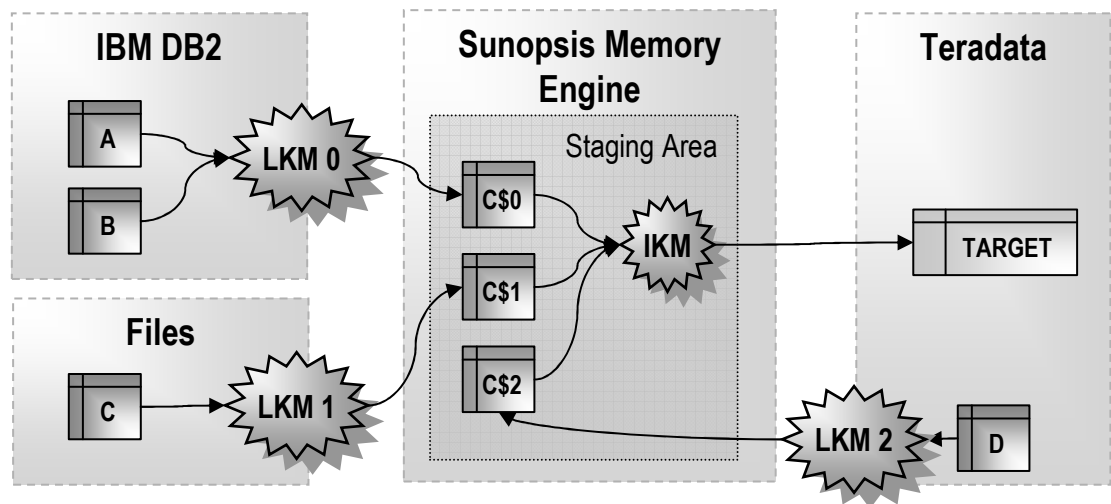 IBM DB2
A
B
LKM 0
Files
C
LKM 1
Sunopsis Memory
Engine
Staging Area
C$0
C$1
C$2
IKM
Teradata
TARGET
LKM 2
D